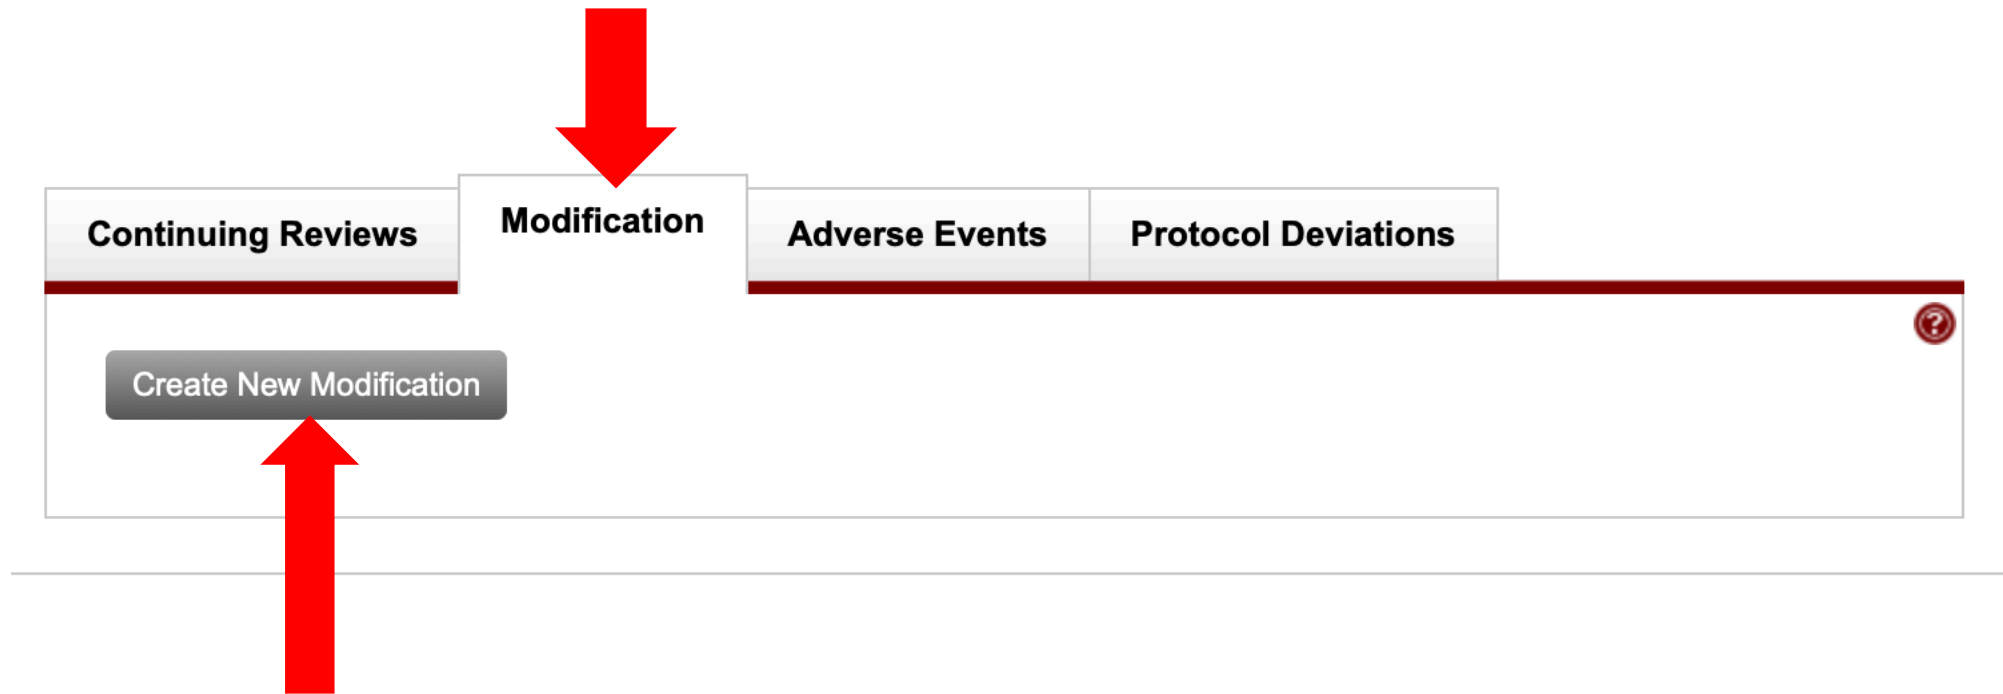 Continuing Reviews Modification Adverse Events Protocol Deviations
?
Create New Modification